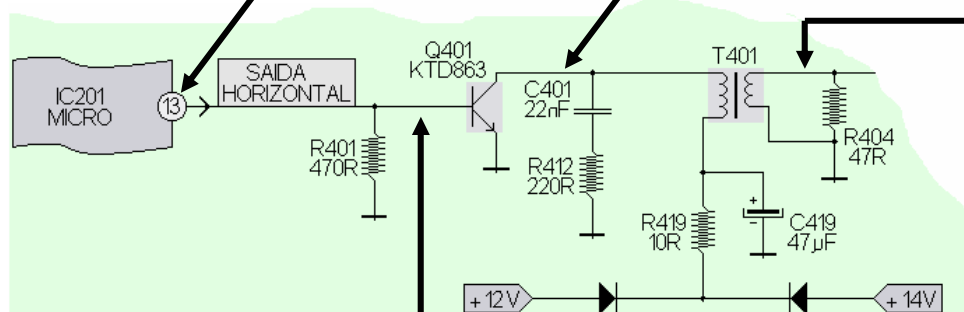 Q401
KTD863
T401
SAIDA
HORIZONTAL
IC201
MICRO
13
C401
22nF
R401
470R
R412
220R
R404
47R
R419
10R
+
-
C419
47µF
+12V
+14V